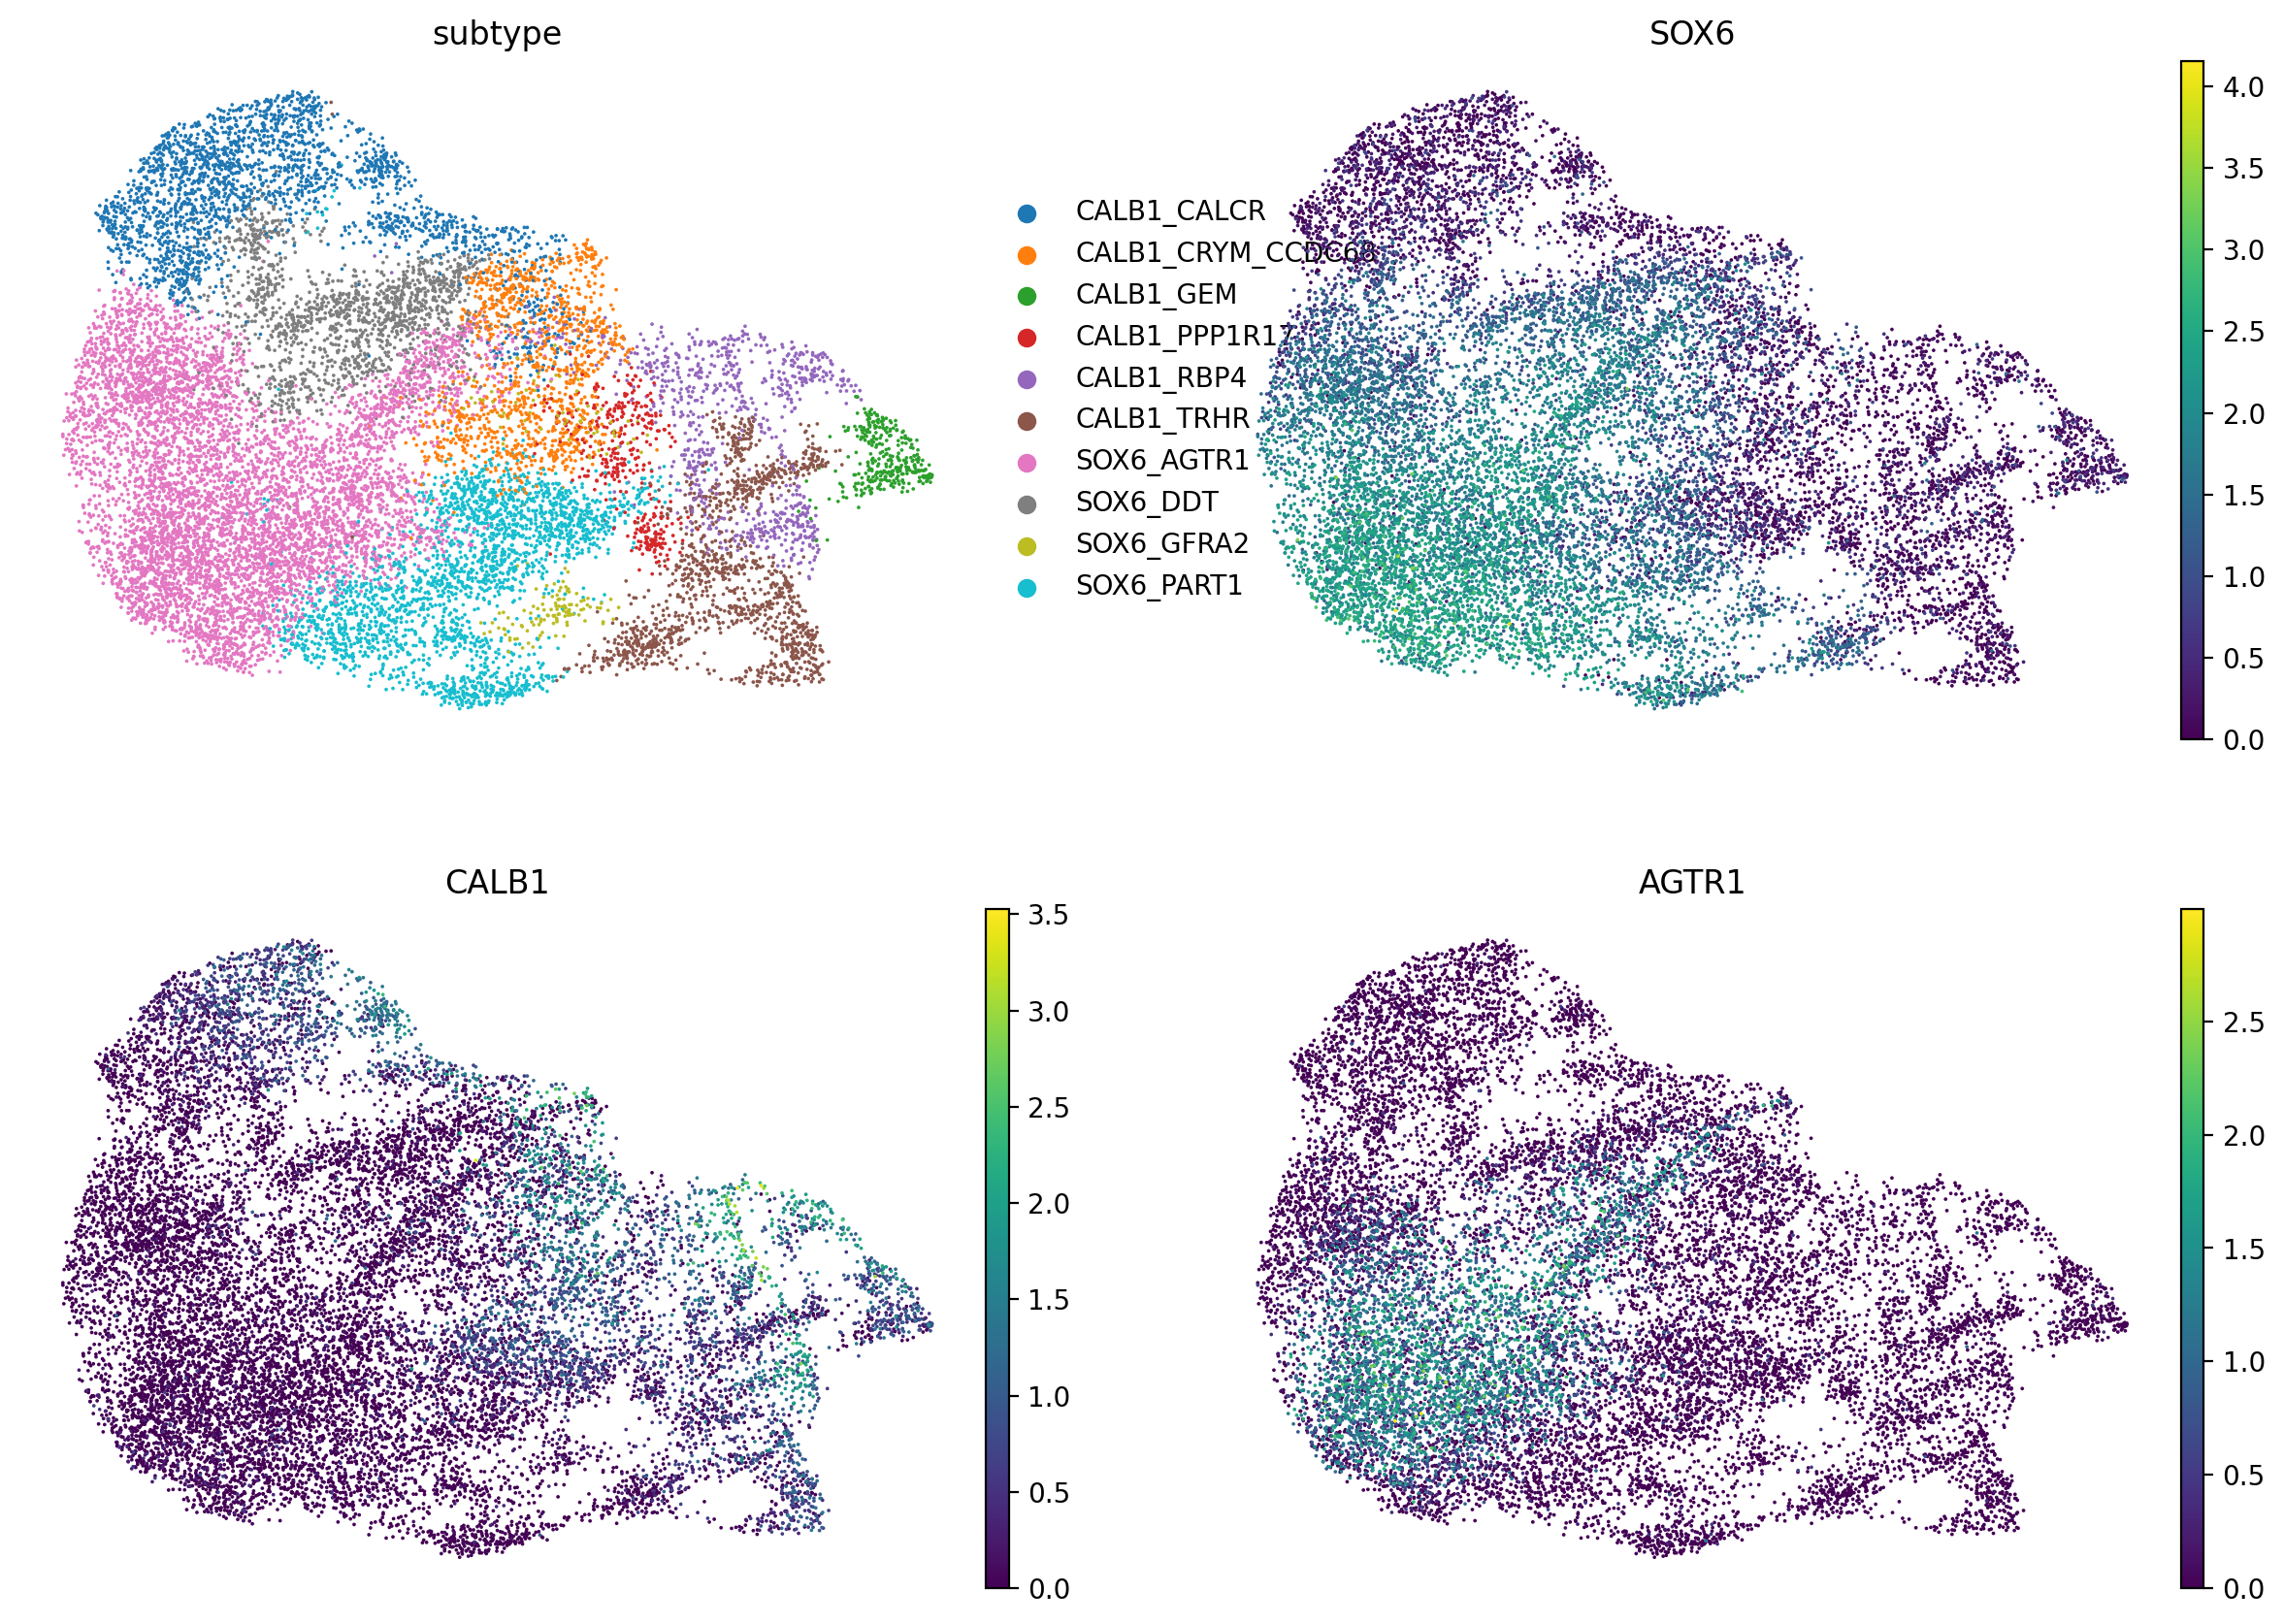 subtype
CALB1_CALCR
CALB1_CRYM_CCDC68
CALB1_GEM
CALB1_PPP1R17
CALB1_RBP4
CALB1_TRHR
SOX6_AGTR1
SOX6_DDT
SOX6_GFRA2
SOX6_PART1
SOX6
4.0
3.5
3.0
2.5
2.0
1.5
1.0
0.5
0.0
CALB1
3.5
3.0
2.5
2.0
1.5
1.0
0.5
0.0
AGTR1
2.5
2.0
1.5
1.0
0.5
0.0